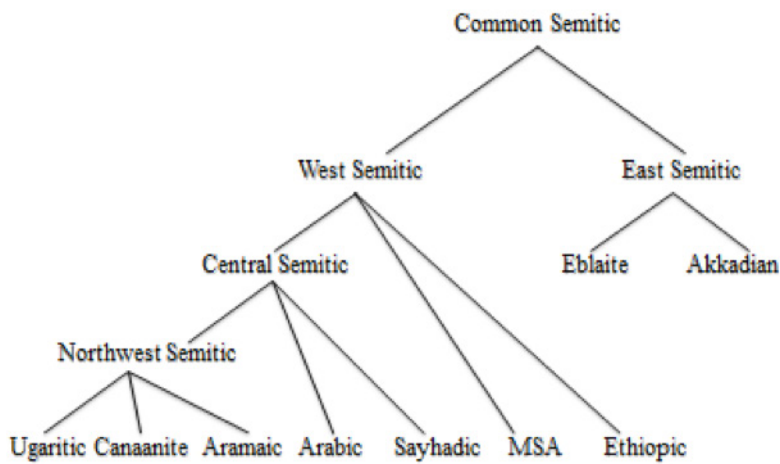 Common Semitic
West Semitic East Semitic
Central Semitic Eblaite Akkadian
Northwest Semitic
Ugaritic Canaanite Aramaic Arabic Sayhadic MSA Ethiopic